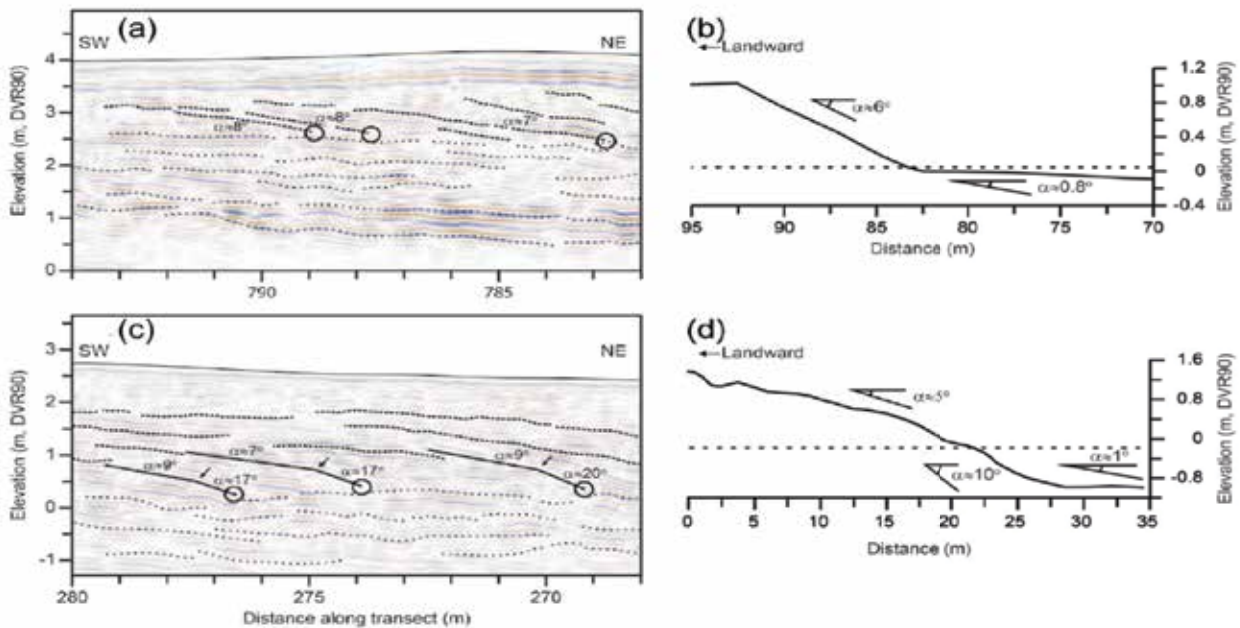 (a)
SW
NE
Elevation (m, DVR90)
4
3
2
1
0
α≈8°
α≈8°
α≈7°
790
785
(b)
Landward
α≈6°
α≈0.8°
1.2
0.8
0.4
0
-0.4
Elevation (m, DVR90)
95
90
85
80
75
70
Distance (m)
(c)
SW
NE
Elevation (m, DVR90)
3
2
1
0
-1
α≈9°
α≈17°
α≈7°
α≈17°
α≈9°
α≈20°
280
275
270
Distance along transect (m)
(d)
Landward
α≈10°
α≈1°
1.6
0.8
0
-0.8
Elevation (m, DVR90)
0
5
10
15
20
25
30
35
Distance (m)